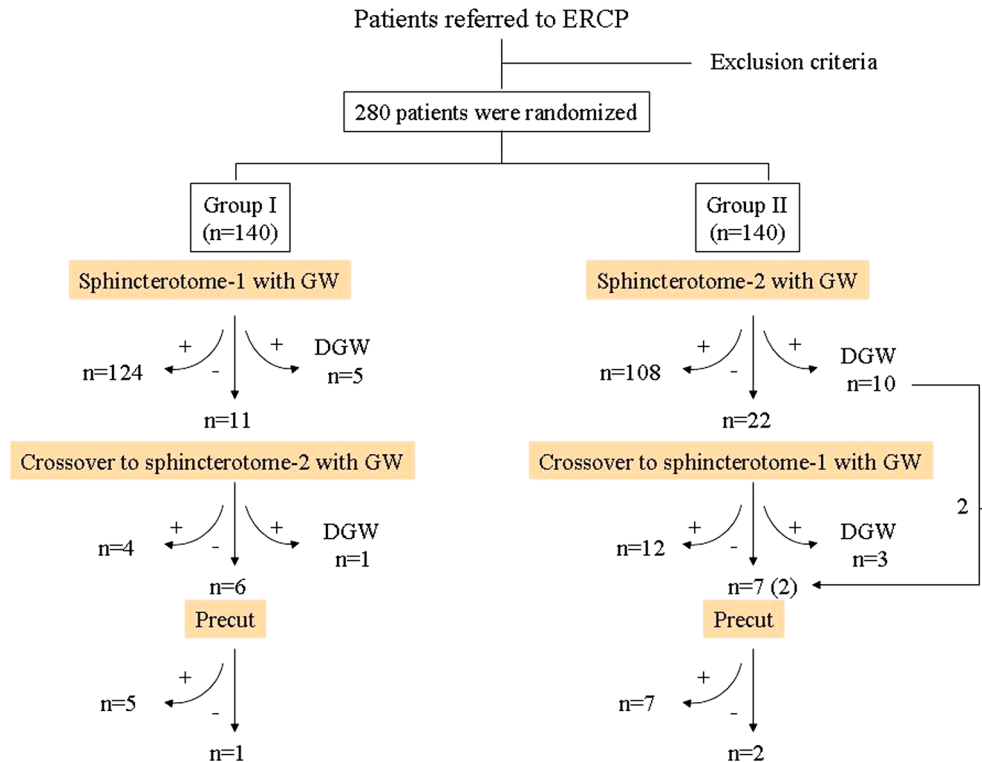 Patients referred to ERCP
Exclusion criteria
280 patients were randomized
Group I
(n=140)
Group II
(n=140)
Sphincterotome-1 with GW
Sphincterotome-2 with GW
+
+
DGW
n=124
-
n=5
n=11
+
+
DGW
n=108
-
n=10
n=22
Crossover to sphincterotome-2 with GW
Crossover to sphincterotome-1 with GW
2
+
+
DGW
n=4
-
n=1
n=6
+
+
DGW
n=12
-
n=3
n=7 (2)
Precut
Precut
+
n=5
-
n=1
+
n=7
-
n=2